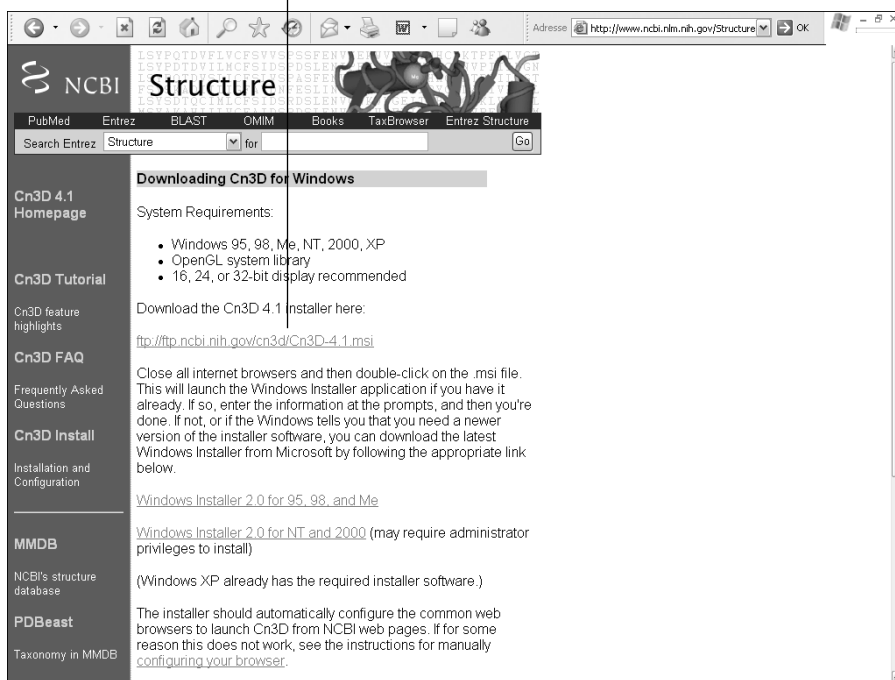 Adresse http://www.ncbi.nlm.nih.gov/Structure OK
NCBI
Structure
PubMed Entrez BLAST OMIM Books TaxBrowser Entrez Structure
Search Entrez Structure for Go
Cn3D 4.1
Homepage
Cn3D Tutorial
Cn3D feature
highlights
Cn3D FAQ
Frequently Asked
Questions
Cn3D Install
Installation and
Configuration
MMDB
NCBI's structure
database
PDBeast
Taxonomy in MMDB
Downloading Cn3D for Windows
System Requirements:
• Windows 95, 98, Me, NT, 2000, XP
• OpenGL system library
• 16, 24, or 32-bit display recommended
Download the Cn3D 4.1 installer here:
ftp://ftp.ncbi.nih.gov/cn3d/Cn3D-4.1.msi
Close all internet browsers and then double-click on the .msi file.
This will launch the Windows Installer application if you have it
already. If so, enter the information at the prompts, and then you're
done. If not, or if the Windows tells you that you need a newer
version of the installer software, you can download the latest
Windows Installer from Microsoft by following the appropriate link
below.
Windows Installer 2.0 for 95, 98, and Me
Windows Installer 2.0 for NT and 2000 (may require administrator
privileges to install)
(Windows XP already has the required installer software.)
The installer should automatically configure the common web
browsers to launch Cn3D from NCBI web pages. If for some
reason this does not work, see the instructions for manually
configuring your browser.